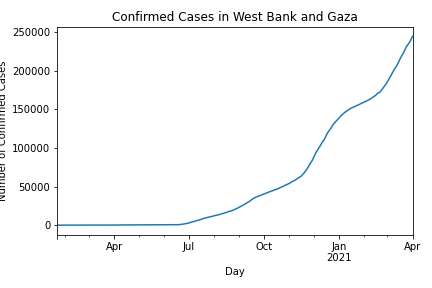 Confirmed Cases in West Bank and Gaza
Number of Confirmed Cases
250000
200000
150000
100000
50000
0
Apr
Jul
Oct
Jan
2021
Apr
Day